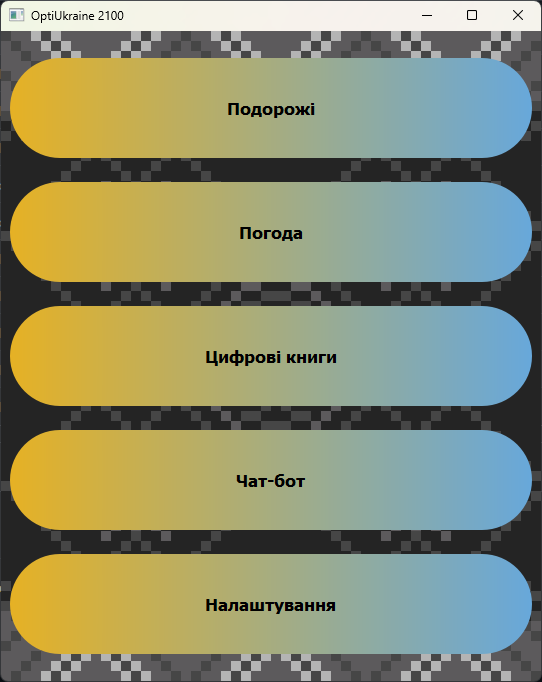 OptiUkraine 2100
Подорожі
Погода
Цифрові книги
Чат-бот
Налаштування